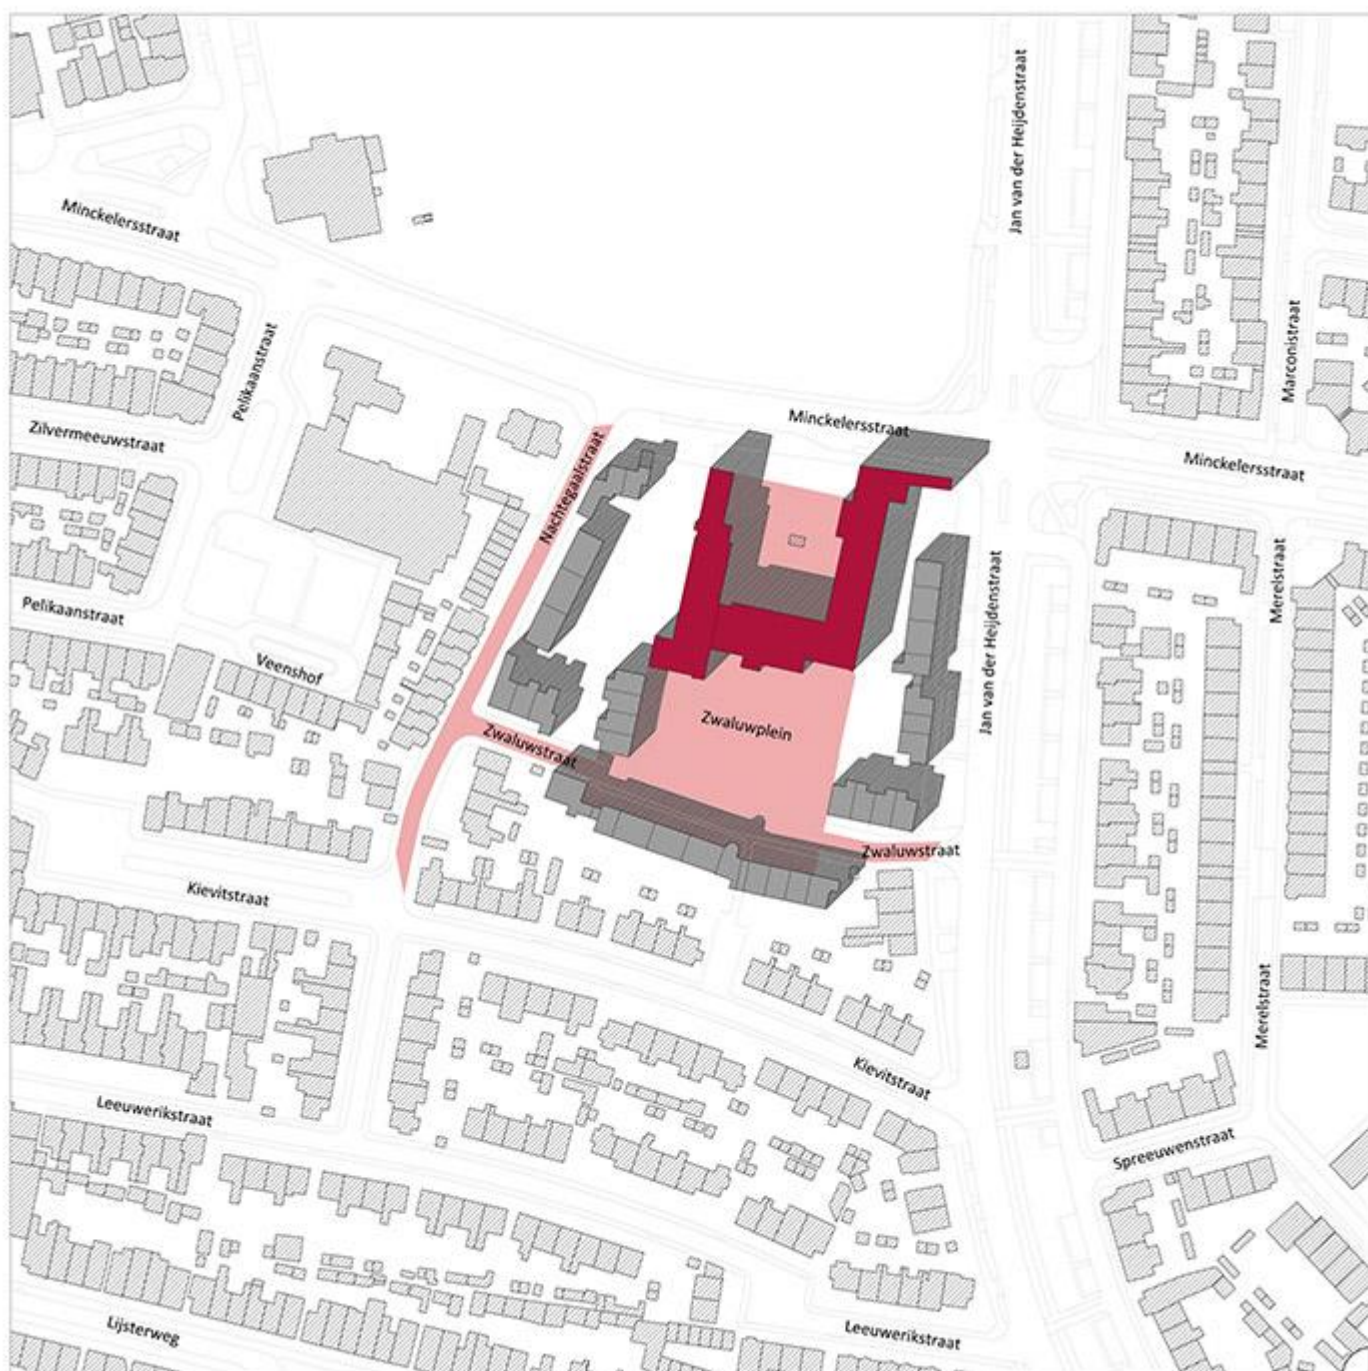 Jan van der Heijdenstraat
Minckelersstraat
Marconistraat
Pelikaanstraat
Minckelersstraat
Zilvermeeuwstraat
Nachtegaalstraat
Minckelersstraat
Merelstraat
Pelikaanstraat
Jan van der Heijdenstraat
Veenshof
Zwaluwplein
Zwaluwstraat
Zwaluwstraat
Kievitstraat
Merelstraat
Kievitstraat
Leeuwerikstraat
Spreeuwenstraat
Lijsterweg
Leeuwerikstraat